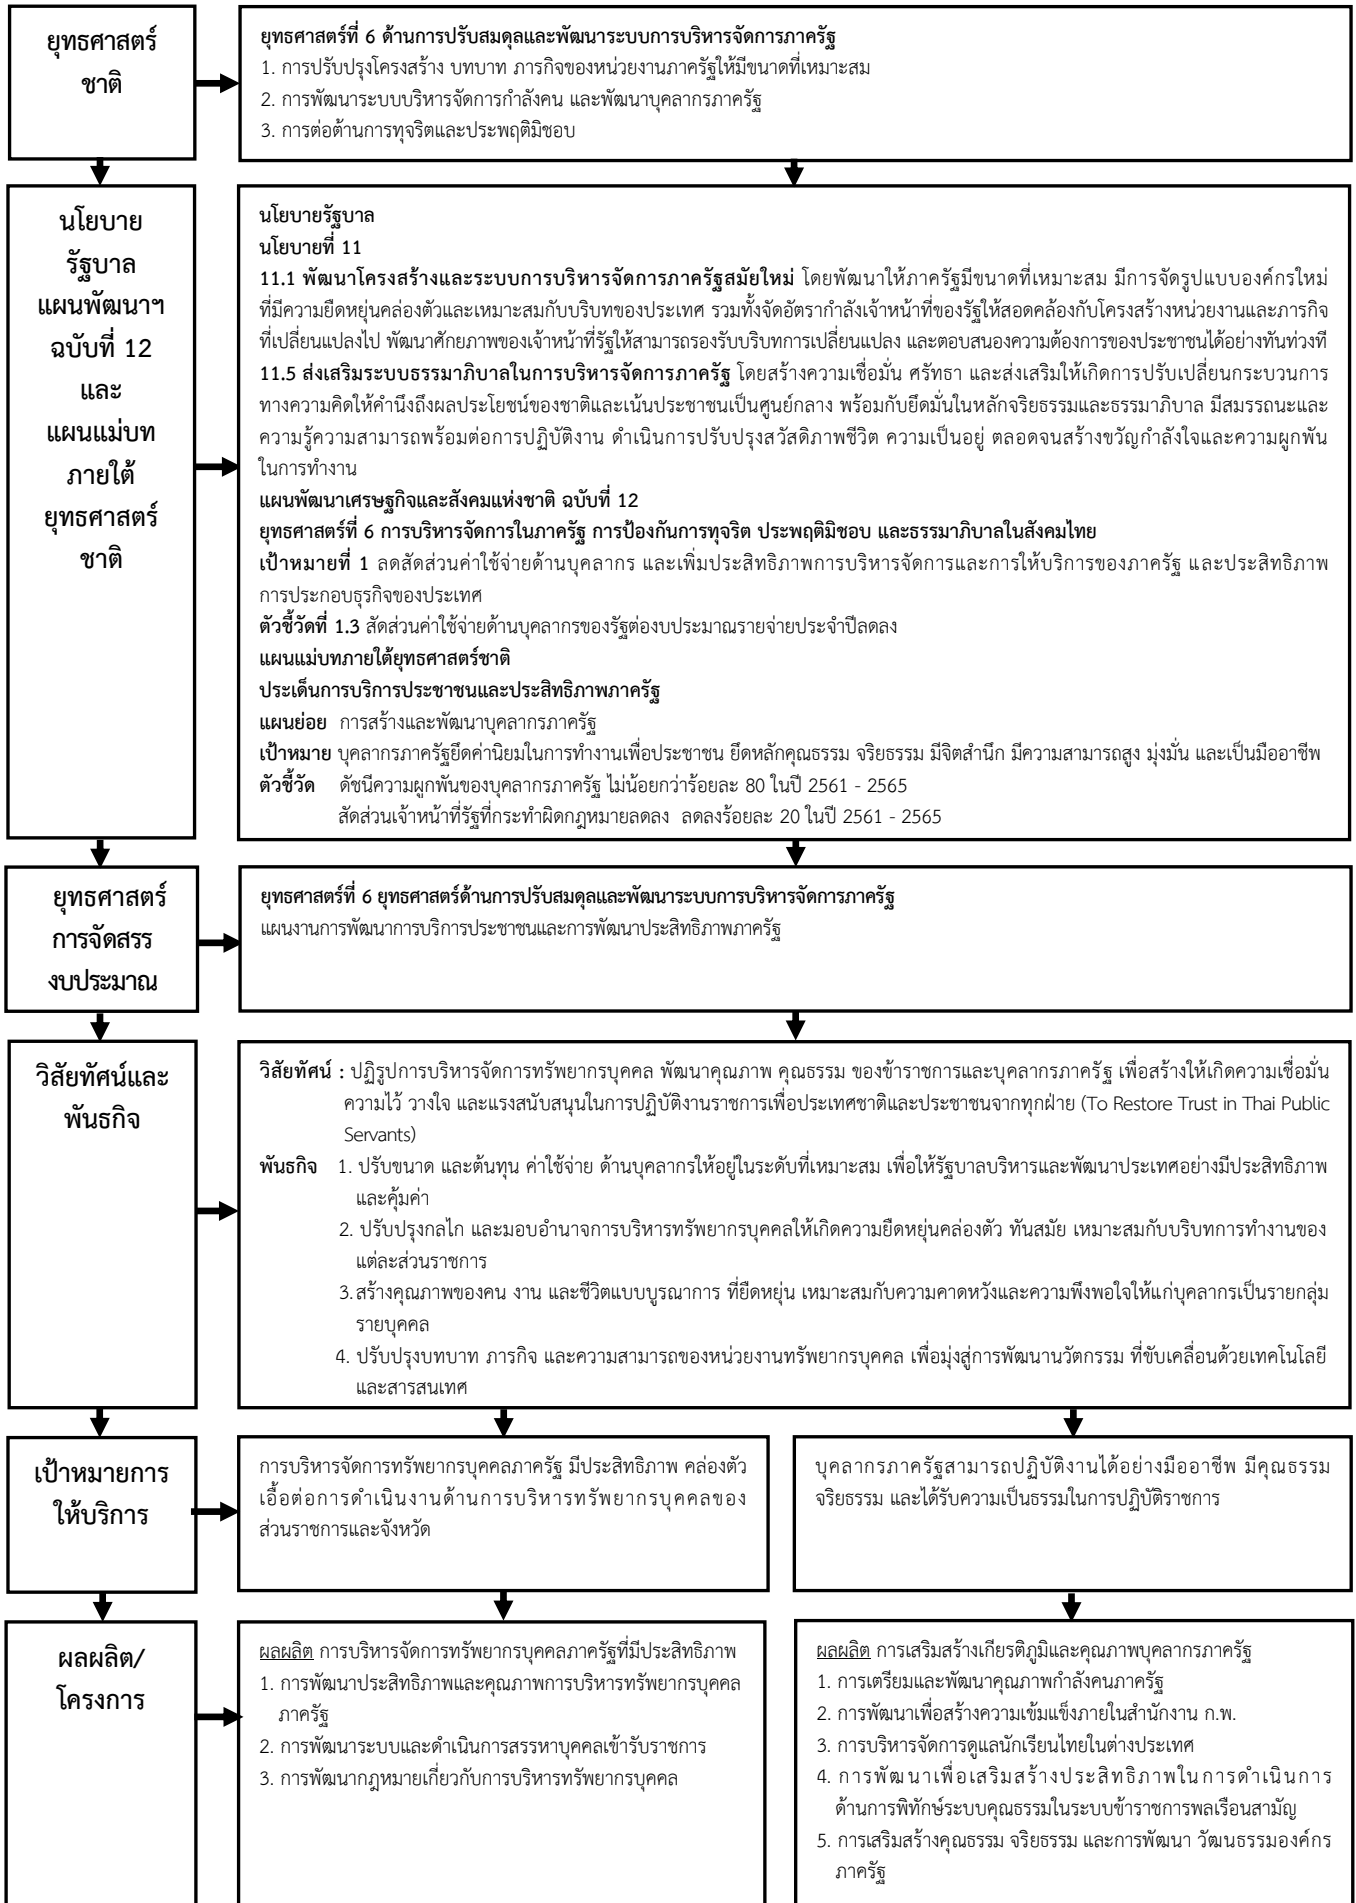 ยุทธศาสตร์
ชาติ
ยุทธศาสตร์ที่ 6 ด้านการปรับสมดุลและพัฒนาระบบการบริหารจัดการภาครัฐ
1. การปรับปรุงโครงสร้าง บทบาท ภารกิจของหน่วยงานภาครัฐให้มีขนาดที่เหมาะสม
2. การพัฒนาระบบบริหารจัดการกำลังคน และพัฒนาบุคลากรภาครัฐ
3. การต่อต้านการทุจริตและประพฤติมิชอบ
นโยบาย
รัฐบาล
แผนพัฒนาฯ
ฉบับที่ 12
และ
แผนแม่บท
ภายใต้
ยุทธศาสตร์
ชาติ
นโยบายรัฐบาล
นโยบายที่ 11
11.1 พัฒนาโครงสร้างและระบบการบริหารจัดการภาครัฐสมัยใหม่ โดยพัฒนาให้ภาครัฐมีขนาดที่เหมาะสม มีการจัดรูปแบบองค์กรใหม่
ที่มีความยืดหยุ่นคล่องตัวและเหมาะสมกับบริบทของประเทศ รวมทั้งจัดอัตรากำลังเจ้าหน้าที่ของรัฐให้สอดคล้องกับโครงสร้างหน่วยงานและภารกิจ
ที่เปลี่ยนแปลงไป พัฒนาศักยภาพของเจ้าหน้าที่รัฐให้สามารถรองรับบริบทการเปลี่ยนแปลง และตอบสนองความต้องการของประชาชนได้อย่างทันท่วงที
11.5 ส่งเสริมระบบธรรมาภิบาลในการบริหารจัดการภาครัฐ โดยสร้างความเชื่อมั่น ศรัทธา และส่งเสริมให้เกิดการปรับเปลี่ยนกระบวนการ
ทางความคิดให้คำนึงถึงผลประโยชน์ของชาติและเน้นประชาชนเป็นศูนย์กลาง พร้อมกับยึดมั่นในหลักจริยธรรมและธรรมาภิบาล มีสมรรถนะและ
ความรู้ความสามารถพร้อมต่อการปฏิบัติงาน ดำเนินการปรับปรุงสวัสดิภาพชีวิต ความเป็นอยู่ ตลอดจนสร้างขวัญกำลังใจและความผูกพัน
ในการทำงาน
แผนพัฒนาเศรษฐกิจและสังคมแห่งชาติ ฉบับที่ 12
ยุทธศาสตร์ที่ 6 การบริหารจัดการในภาครัฐ การป้องกันการทุจริต ประพฤติมิชอบ และธรรมาภิบาลในสังคมไทย
เป้าหมายที่ 1 ลดสัดส่วนค่าใช้จ่ายด้านบุคลากร และเพิ่มประสิทธิภาพการบริหารจัดการและการให้บริการของภาครัฐ และประสิทธิภาพ
การประกอบธุรกิจของประเทศ
ตัวชี้วัดที่ 1.3 สัดส่วนค่าใช้จ่ายด้านบุคลากรของรัฐต่องบประมาณรายจ่ายประจำปีลดลง
แผนแม่บทภายใต้ยุทธศาสตร์ชาติ
ประเด็นการบริการประชาชนและประสิทธิภาพภาครัฐ
แผนย่อย การสร้างและพัฒนาบุคลากรภาครัฐ
เป้าหมาย บุคลากรภาครัฐยึดค่านิยมในการทำงานเพื่อประชาชน ยึดหลักคุณธรรม จริยธรรม มีจิตสำนึก มีความสามารถสูง มุ่งมั่น และเป็นมืออาชีพ
ตัวชี้วัด ดัชนีความผูกพันของบุคลากรภาครัฐ ไม่น้อยกว่าร้อยละ 80 ในปี 2561 - 2565
สัดส่วนเจ้าหน้าที่รัฐที่กระทำผิดกฎหมายลดลง ลดลงร้อยละ 20 ในปี 2561 - 2565
ยุทธศาสตร์
การจัดสรร
งบประมาณ
ยุทธศาสตร์ที่ 6 ยุทธศาสตร์ด้านการปรับสมดุลและพัฒนาระบบการบริหารจัดการภาครัฐ
แผนงานการพัฒนาการบริการประชาชนและการพัฒนาประสิทธิภาพภาครัฐ
วิสัยทัศน์และ
พันธกิจ
วิสัยทัศน์ : ปฏิรูปการบริหารจัดการทรัพยากรบุคคล พัฒนาคุณภาพ คุณธรรม ของข้าราชการและบุคลากรภาครัฐ เพื่อสร้างให้เกิดความเชื่อมั่น
ความไว้ วางใจ และแรงสนับสนุนในการปฏิบัติงานราชการเพื่อประเทศชาติและประชาชนจากทุกฝ่าย (To Restore Trust in Thai Public
Servants)
พันธกิจ 1. ปรับขนาด และต้นทุน ค่าใช้จ่าย ด้านบุคลากรให้อยู่ในระดับที่เหมาะสม เพื่อให้รัฐบาลบริหารและพัฒนาประเทศอย่างมีประสิทธิภาพ
และคุ้มค่า
2. ปรับปรุงกลไก และมอบอำนาจการบริหารทรัพยากรบุคคลให้เกิดความยืดหยุ่นคล่องตัว ทันสมัย เหมาะสมกับบริบทการทำงานของ
แต่ละส่วนราชการ
3. สร้างคุณภาพของคน งาน และชีวิตแบบบูรณาการ ที่ยืดหยุ่น เหมาะสมกับความคาดหวังและความพึงพอใจให้แก่บุคลากรเป็นรายกลุ่ม
รายบุคคล
4. ปรับปรุงบทบาท ภารกิจ และความสามารถของหน่วยงานทรัพยากรบุคคล เพื่อมุ่งสู่การพัฒนานวัตกรรม ที่ขับเคลื่อนด้วยเทคโนโลยี
และสารสนเทศ
เป้าหมายการ
ให้บริการ
การบริหารจัดการทรัพยากรบุคคลภาครัฐ มีประสิทธิภาพ คล่องตัว
เอื้อต่อการดำเนินงานด้านการบริหารทรัพยากรบุคคลของ
ส่วนราชการและจังหวัด
บุคลากรภาครัฐสามารถปฏิบัติงานได้อย่างมืออาชีพ มีคุณธรรม
จริยธรรม และได้รับความเป็นธรรมในการปฏิบัติราชการ
ผลผลิต/
โครงการ
ผลผลิต การบริหารจัดการทรัพยากรบุคคลภาครัฐที่มีประสิทธิภาพ
1. การพัฒนาประสิทธิภาพและคุณภาพการบริหารทรัพยากรบุคคล
ภาครัฐ
2. การพัฒนาระบบและดำเนินการสรรหาบุคคลเข้ารับราชการ
3. การพัฒนากฎหมายเกี่ยวกับการบริหารทรัพยากรบุคคล
ผลผลิต การเสริมสร้างเกียรติภูมิและคุณภาพบุคลากรภาครัฐ
1. การเตรียมและพัฒนาคุณภาพกำลังคนภาครัฐ
2. การพัฒนาเพื่อสร้างความเข้มแข็งภายในสำนักงาน ก.พ.
3. การบริหารจัดการดูแลนักเรียนไทยในต่างประเทศ
4. การพัฒนาเพื่อเสริมสร้างประสิทธิภาพในการดำเนินการ
ด้านการพิทักษ์ระบบคุณธรรมในระบบข้าราชการพลเรือนสามัญ
5. การเสริมสร้างคุณธรรม จริยธรรม และการพัฒนา วัฒนธรรมองค์กร
ภาครัฐ